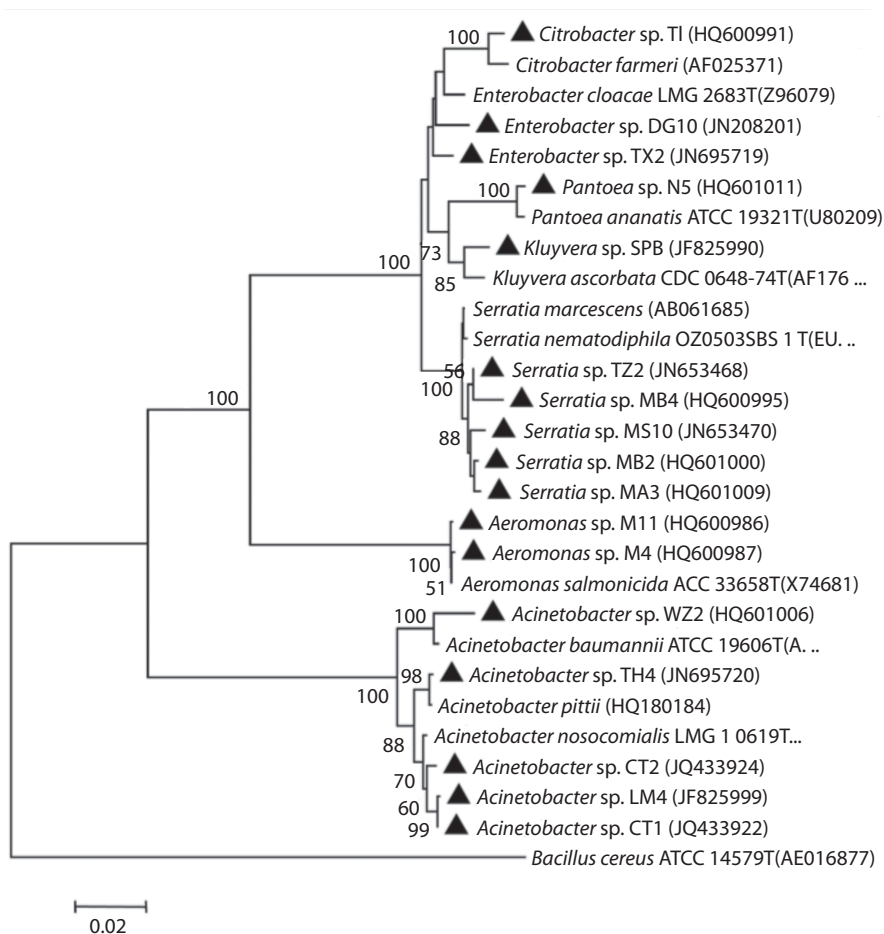 100
Citrobacter sp. Tl (HQ600991)
Citrobacter farmeri (AF025371)
Enterobacter cloacae LMG 2683T(Z96079)
Enterobacter sp. DG10 (JN208201)
Enterobacter sp. TX2 (JN695719)
100
Pantoea sp. N5 (HQ601011)
Pantoea ananatis ATCC 19321T(U80209)
73
Kluyvera sp. SPB (JF825990)
100
85
Kluyvera ascorbata CDC 0648-74T(AF176 ...
Serratia marcescens (AB061685)
Serratia nematodiphila OZ0503SBS 1 T(EU. ..
56
Serratia sp. TZ2 (JN653468)
100
100
Serratia sp. MB4 (HQ600995)
88
Serratia sp. MS10 (JN653470)
Serratia sp. MB2 (HQ601000)
Serratia sp. MA3 (HQ601009)
Aeromonas sp. M11 (HQ600986)
Aeromonas sp. M4 (HQ600987)
100
51
Aeromonas salmonicida ACC 33658T(X74681)
100
Acinetobacter sp. WZ2 (HQ601006)
Acinetobacter baumannii ATCC 19606T(A. ..
98
Acinetobacter sp. TH4 (JN695720)
100
Acinetobacter pittii (HQ180184)
88
Acinetobacter nosocomialis LMG 1 0619T...
70
Acinetobacter sp. CT2 (JQ433924)
60
Acinetobacter sp. LM4 (JF825999)
99
Acinetobacter sp. CT1 (JQ433922)
Bacillus cereus ATCC 14579T(AE016877)
0.02